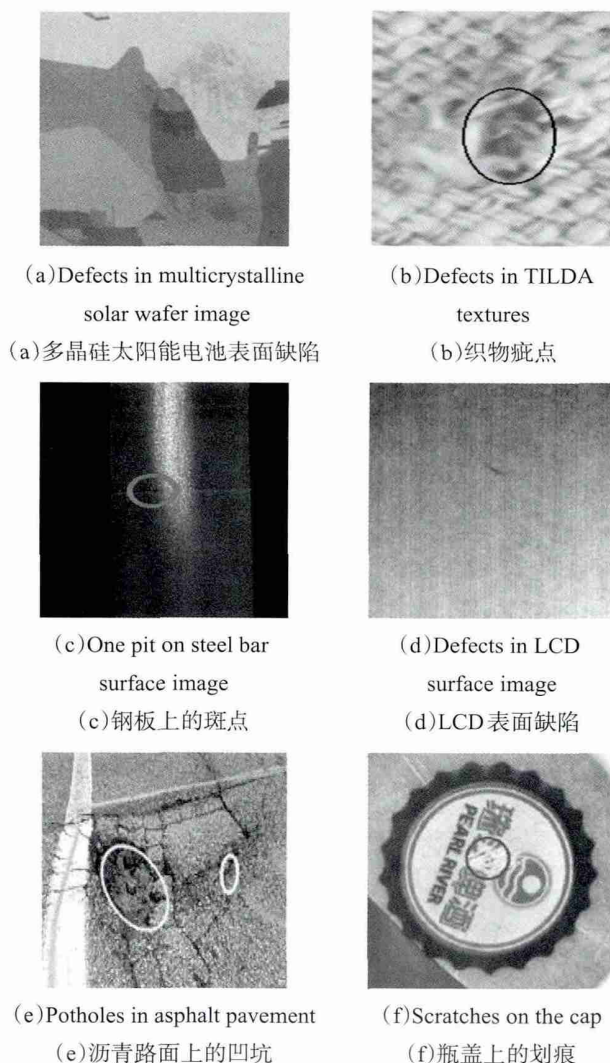 (a)Defects in multicrystalline
solar wafer image
(a)多晶硅太阳能电池表面缺陷
(b)Defects in TILDA
textures
(b)织物疵点
(c)One pit on steel bar
surface image
(c)钢板上的斑点
(d)Defects in LCD
surface image
(d)LCD表面缺陷
PEARL RIVER
(e)Potholes in asphalt pavement
(e)沥青路面上的凹坑
(f)Scratches on the cap
(f)瓶盖上的划痕